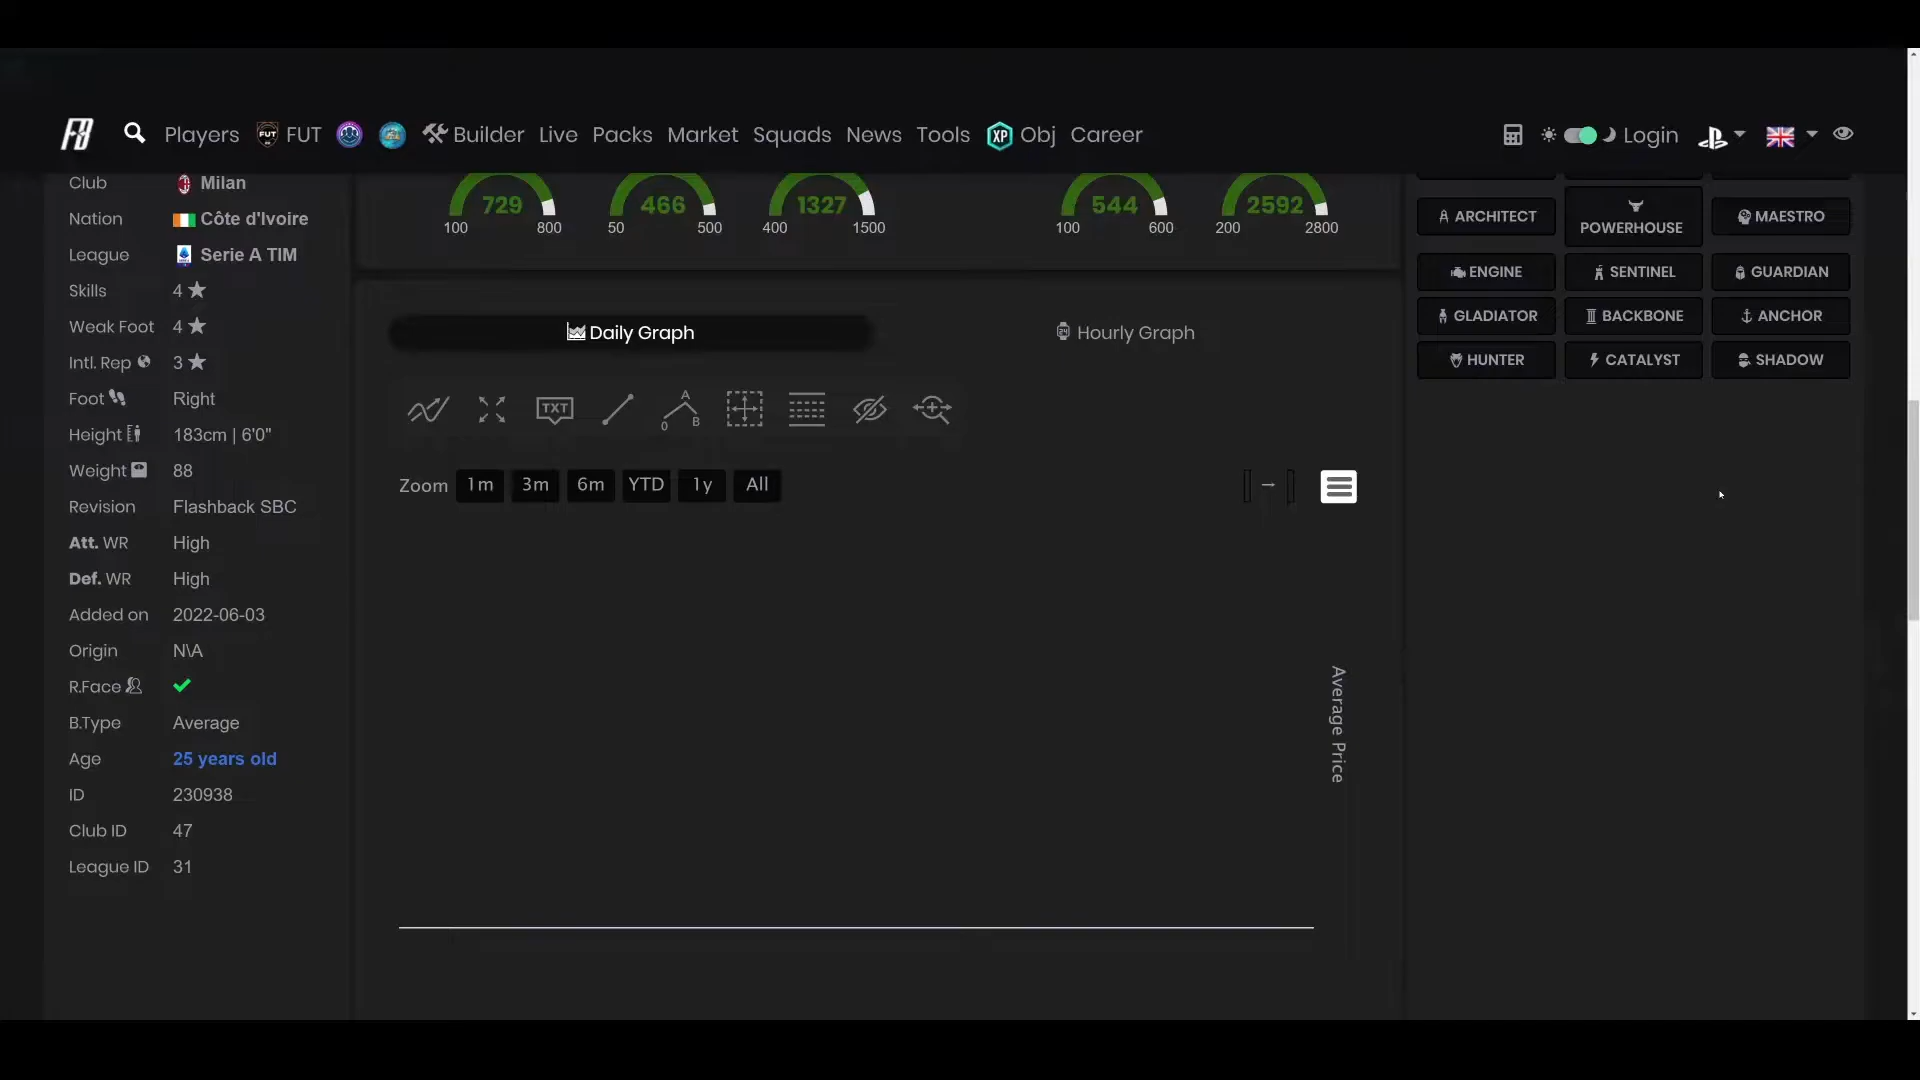 Players FUT Builder Live Packs Market Squads News Tools XP Obj Career Login
Club Milan
Nation Côte d'Ivoire
League Serie A TIM
Skills 4
Weak Foot 4
Intl. Rep 3
Foot Right
Height 183cm | 6'0"
Weight 88
Revision Flashback SBC
Att. WR High
Def. WR High
Added on 2022-06-03
Origin N\A
R.Face
B.Type Average
Age 25 years old
ID 230938
Club ID 47
League ID 31
729 466 1327 544 2592
100 800 50 500 400 1500 100 600 200 2800
Daily Graph Hourly Graph
TXT
A
0 B
Zoom 1m 3m 6m YTD 1y All →
Average Price
ARCHITECT POWERHOUSE MAESTRO
ENGINE SENTINEL GUARDIAN
GLADIATOR BACKBONE ANCHOR
HUNTER CATALYST SHADOW